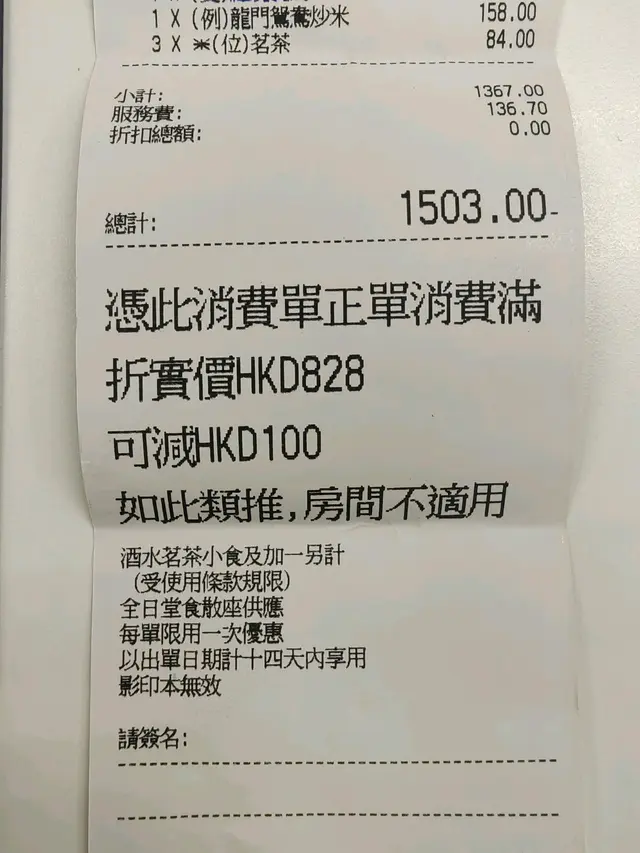 1 X (例)龍門鴛鴦炒米 158.00
3 X *(位)茗茶 84.00
小計: 1367.00
服務費: 136.70
折扣總額: 0.00
總計: 1503.00-
憑此消費單正單消費滿
折實價HKD828
可減HKD100
如此類推,房間不適用
酒水茗茶小食及加一另計
(受使用條款規限)
全日堂食散座供應
每單限用一次優惠
以出單日期計十四天內享用
影印本無效
請簽名: